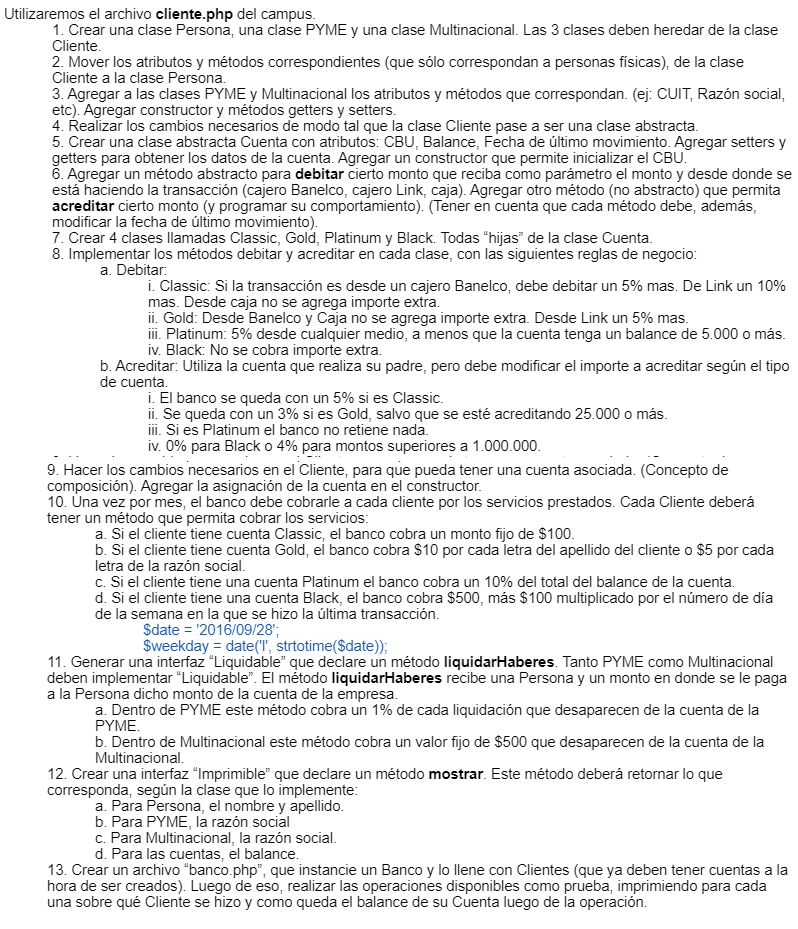 Utilizaremos el archivo cliente.php del campus.
1. Crear una clase Persona, una clase PYME y una clase Multinacional. Las 3 clases deben heredar de la clase
Cliente.
2. Mover los atributos y métodos correspondientes (que sólo correspondan a personas físicas), de la clase
Cliente a la clase Persona.
3. Agregar a las clases PYME y Multinacional los atributos y métodos que correspondan. (ej: CUIT, Razón social,
etc). Agregar constructor y métodos getters y setters.
4. Realizar los cambios necesarios de modo tal que la clase Cliente pase a ser una clase abstracta.
5. Crear una clase abstracta Cuenta con atributos: CBU, Balance, Fecha de último movimiento. Agregar setters y
getters para obtener los datos de la cuenta. Agregar un constructor que permite inicializar el CBU.
6. Agregar un método abstracto para debitar cierto monto que reciba como parámetro el monto y desde donde se
está haciendo la transacción (cajero Banelco, cajero Link, caja). Agregar otro método (no abstracto) que permita
acreditar cierto monto (y programar su comportamiento). (Tener en cuenta que cada método debe, además,
modificar la fecha de último movimiento).
7. Crear 4 clases llamadas Classic, Gold, Platinum y Black. Todas “hijas” de la clase Cuenta.
8. Implementar los métodos debitar y acreditar en cada clase, con las siguientes reglas de negocio:
a. Debitar:
i. Classic: Si la transacción es desde un cajero Banelco, debe debitar un 5% mas. De Link un 10%
mas. Desde caja no se agrega importe extra.
ii. Gold: Desde Banelco y Caja no se agrega importe extra. Desde Link un 5% mas.
iii. Platinum: 5% desde cualquier medio, a menos que la cuenta tenga un balance de 5.000 o más.
iv. Black: No se cobra importe extra.
b. Acreditar: Utiliza la cuenta que realiza su padre, pero debe modificar el importe a acreditar según el tipo
de cuenta.
i. El banco se queda con un 5% si es Classic.
ii. Se queda con un 3% si es Gold, salvo que se esté acreditando 25.000 o más.
iii. Si es Platinum el banco no retiene nada.
iv. 0% para Black o 4% para montos superiores a 1.000.000.
9. Hacer los cambios necesarios en el Cliente, para que pueda tener una cuenta asociada. (Concepto de
composición). Agregar la asignación de la cuenta en el constructor.
10. Una vez por mes, el banco debe cobrarle a cada cliente por los servicios prestados. Cada Cliente deberá
tener un método que permita cobrar los servicios:
a. Si el cliente tiene cuenta Classic, el banco cobra un monto fijo de $100.
b. Si el cliente tiene cuenta Gold, el banco cobra $10 por cada letra del apellido del cliente o $5 por cada
letra de la razón social.
c. Si el cliente tiene una cuenta Platinum el banco cobra un 10% del total del balance de la cuenta.
d. Si el cliente tiene una cuenta Black, el banco cobra $500, más $100 multiplicado por el número de día
de la semana en la que se hizo la última transacción.
$date = '2016/09/28';
$weekday = date('l', strtotime($date));
11. Generar una interfaz “Liquidable” que declare un método liquidarHaberes. Tanto PYME como Multinacional
deben implementar “Liquidable”. El método liquidarHaberes recibe una Persona y un monto en donde se le paga
a la Persona dicho monto de la cuenta de la empresa.
a. Dentro de PYME este método cobra un 1% de cada liquidación que desaparecen de la cuenta de la
PYME.
b. Dentro de Multinacional este método cobra un valor fijo de $500 que desaparecen de la cuenta de la
Multinacional.
12. Crear una interfaz “Imprimible” que declare un método mostrar. Este método deberá retornar lo que
corresponda, según la clase que lo implemente:
a. Para Persona, el nombre y apellido.
b. Para PYME, la razón social
c. Para Multinacional, la razón social.
d. Para las cuentas, el balance.
13. Crear un archivo “banco.php”, que instancie un Banco y lo llene con Clientes (que ya deben tener cuentas a la
hora de ser creados). Luego de eso, realizar las operaciones disponibles como prueba, imprimiendo para cada
una sobre qué Cliente se hizo y como queda el balance de su Cuenta luego de la operación.